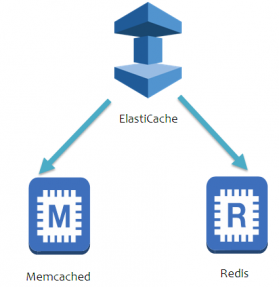 ElastiCache
M
R
Memcached
Redis